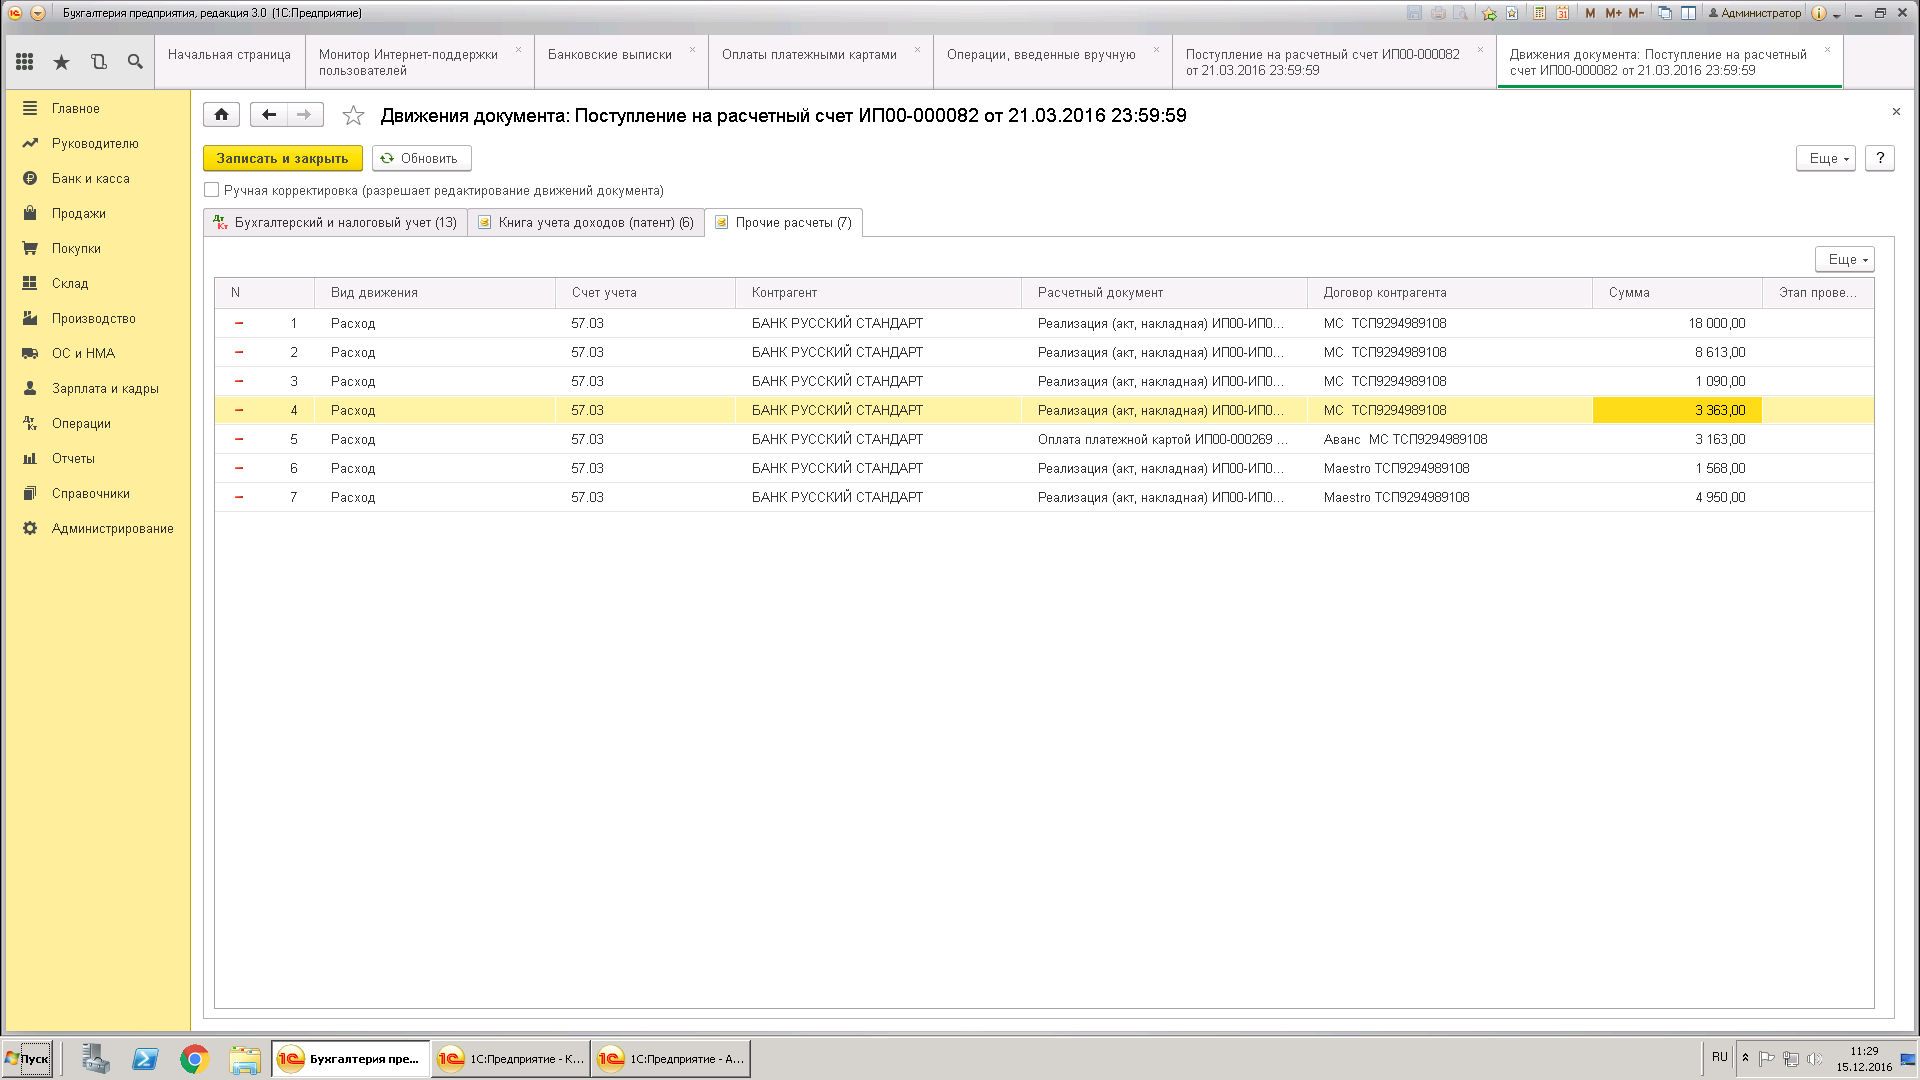 Бухгалтерия предприятия, редакция 3.0 (1С:Предприятие)
M M+ M- Администратор
Начальная страница
Монитор Интернет-поддержки
пользователей
Банковские выписки
Оплаты платежными картами
Операции, введенные вручную
Поступление на расчетный счет ИП00-000082
от 21.03.2016 23:59:59
Движения документа: Поступление на расчетный
счет ИП00-000082 от 21.03.2016 23:59:59
Главное
Руководителю
Банк и касса
Продажи
Покупки
Склад
Производство
ОС и НМА
Зарплата и кадры
Операции
Отчеты
Справочники
Администрирование
Движения документа: Поступление на расчетный счет ИП00-000082 от 21.03.2016 23:59:59
Записать и закрыть Обновить Еще ?
Ручная корректировка (разрешает редактирование движений документа)
Бухгалтерский и налоговый учет (13) Книга учета доходов (патент) (6) Прочие расчеты (7)
Еще
N Вид движения Счет учета Контрагент Расчетный документ Договор контрагента Сумма Этап прове...
1 Расход 57.03 БАНК РУССКИЙ СТАНДАРТ Реализация (акт, накладная) ИП00-ИП0... МС ТСП9294989108 18 000,00
2 Расход 57.03 БАНК РУССКИЙ СТАНДАРТ Реализация (акт, накладная) ИП00-ИП0... МС ТСП9294989108 8 613,00
3 Расход 57.03 БАНК РУССКИЙ СТАНДАРТ Реализация (акт, накладная) ИП00-ИП0... МС ТСП9294989108 1 090,00
4 Расход 57.03 БАНК РУССКИЙ СТАНДАРТ Реализация (акт, накладная) ИП00-ИП0... МС ТСП9294989108 3 363,00
5 Расход 57.03 БАНК РУССКИЙ СТАНДАРТ Оплата платежной картой ИП00-000269 ... Аванс МС ТСП9294989108 3 163,00
6 Расход 57.03 БАНК РУССКИЙ СТАНДАРТ Реализация (акт, накладная) ИП00-ИП0... Maestro ТСП9294989108 1 568,00
7 Расход 57.03 БАНК РУССКИЙ СТАНДАРТ Реализация (акт, накладная) ИП00-ИП0... Maestro ТСП9294989108 4 950,00
Пуск Бухгалтерия пре... 1С:Предприятие - К... 1С:Предприятие - А... RU 11:29
15.12.2016